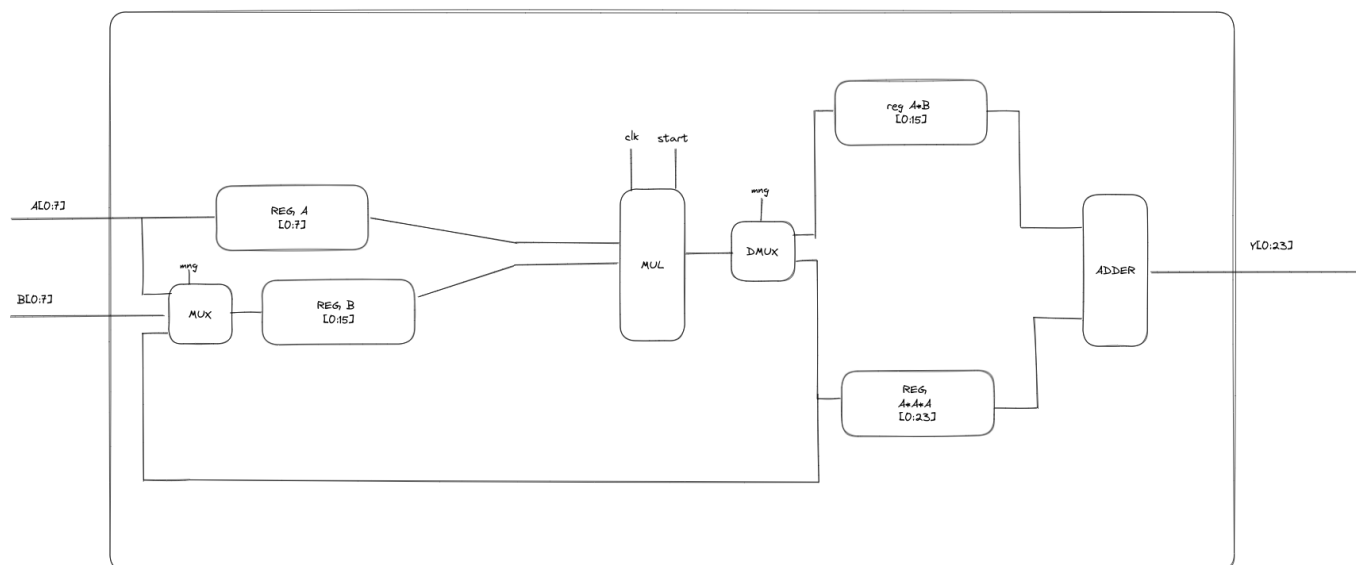 reg A*B
[0:15]
clk
start
A[0:7]
REG A
[0:7]
mng
DMUX
MUL
Y[0:23]
ADDER
mng
B[0:7]
MUX
REG B
[0:15]
REG
A*A*A
[0:23]